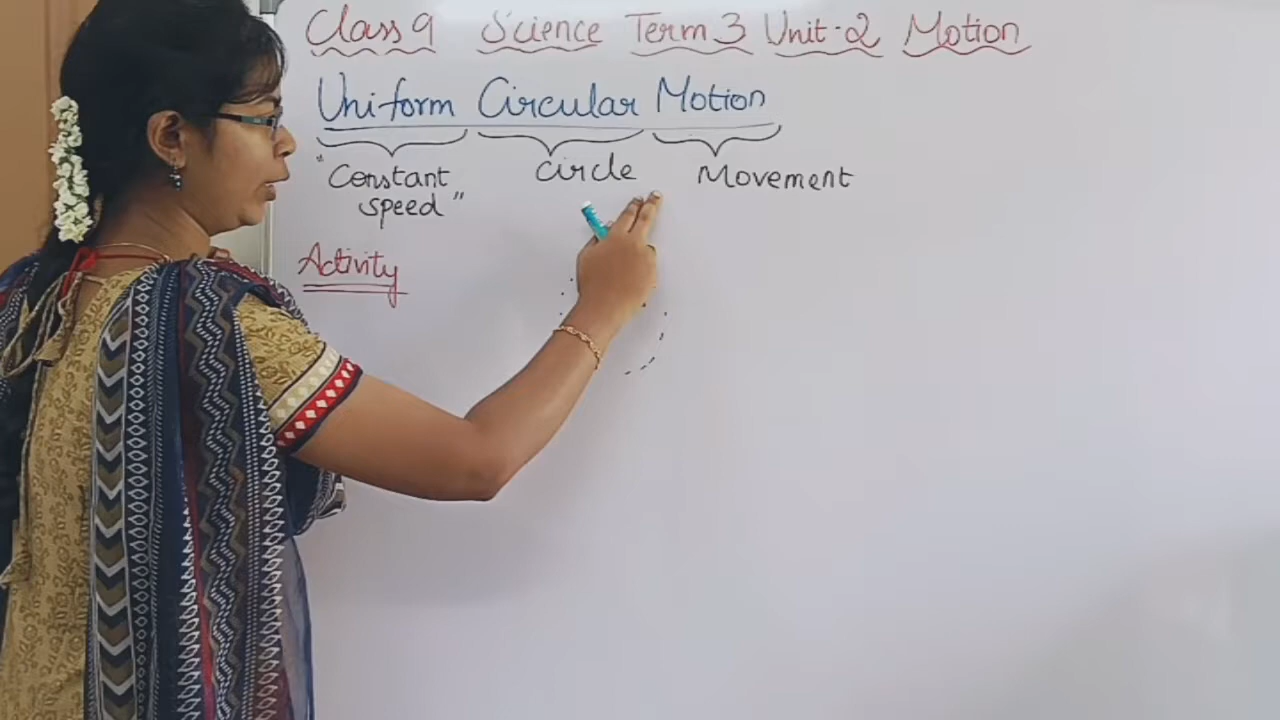 Class 9 Science Term 3 Unit-2 Motion
Uniform Circular Motion
"Constant speed" circle Movement
Activity